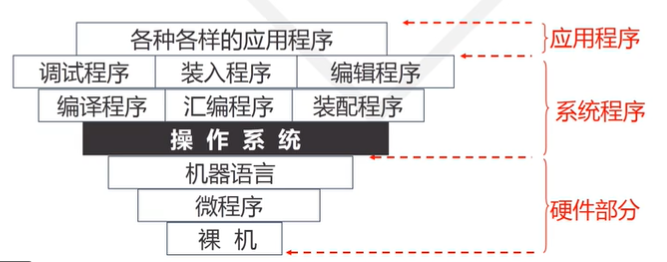 各种各样的应用程序
应用程序
调试程序 装入程序 编辑程序
编译程序 汇编程序 装配程序
系统程序
操作系统
机器语言
微程序
硬件部分
裸 机